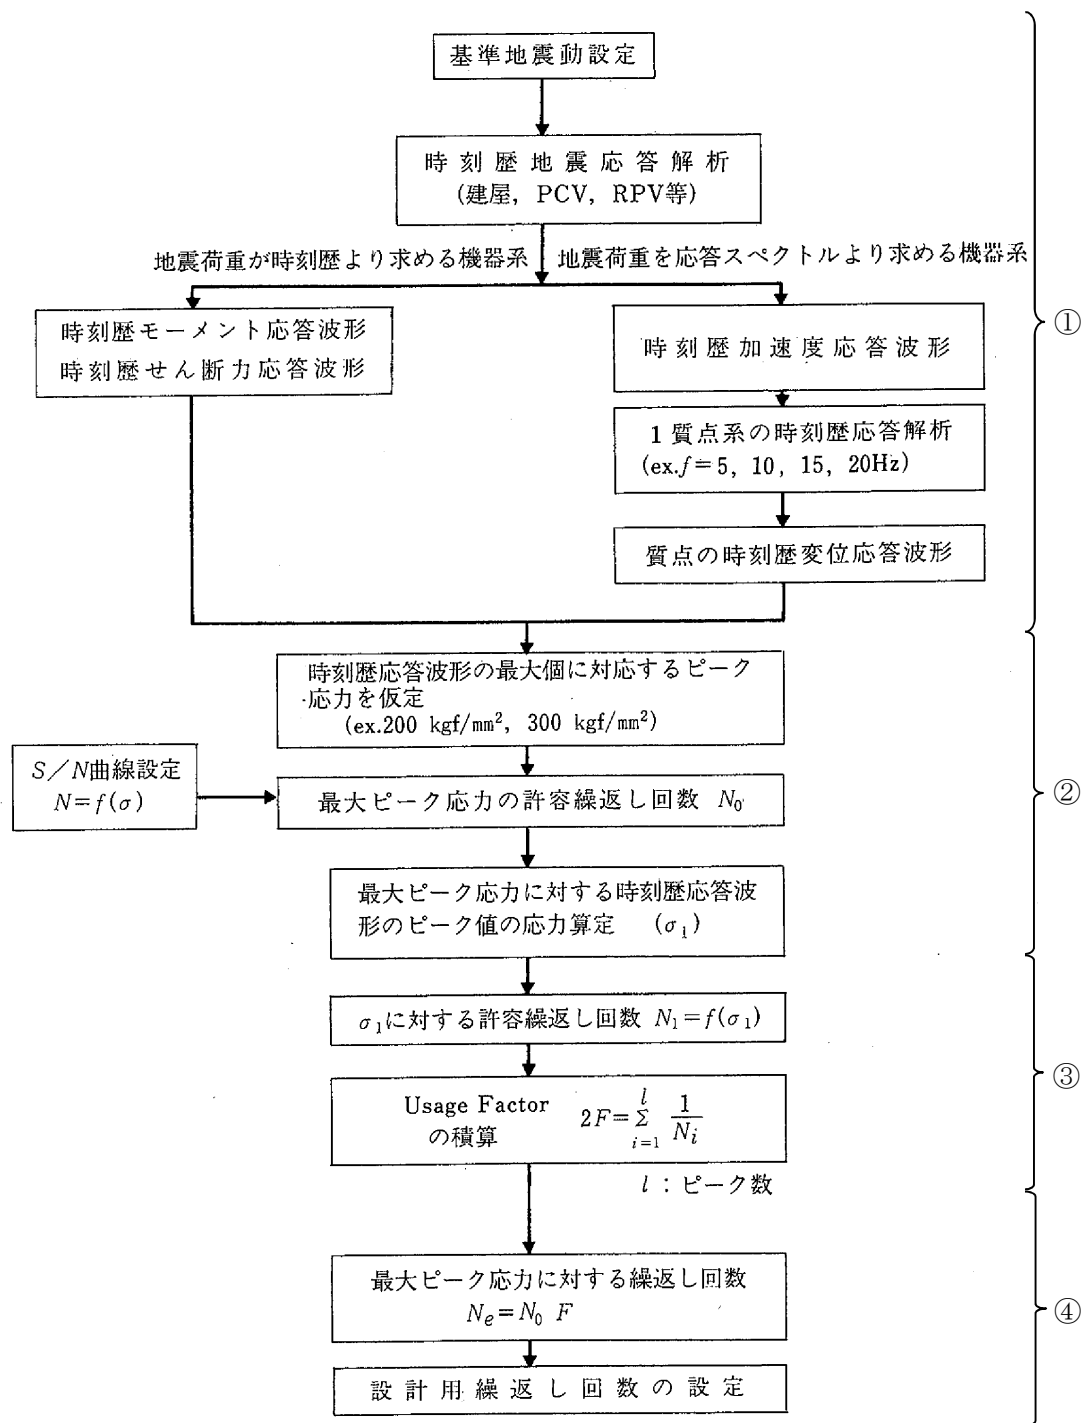 基準地震動設定
時刻歴地震応答解析
(建屋, PCV, RPV等)
地震荷重が時刻歴より求める機器系
地震荷重を応答スペクトルより求める機器系
時刻歴モーメント応答波形
時刻歴せん断力応答波形
時刻歴加速度応答波形
1質点系の時刻歴応答解析
(ex.f=5, 10, 15, 20Hz)
質点の時刻歴変位応答波形
①
時刻歴応答波形の最大個に対応するピーク
応力を仮定
(ex.200 kgf/mm², 300 kgf/mm²)
S/N曲線設定
N=f(σ)
最大ピーク応力の許容繰返し回数 N₀
最大ピーク応力に対する時刻歴応答波
形のピーク値の応力算定 (σ₁)
②
σ₁に対する許容繰返し回数 N₁=f(σ₁)
Usage Factor
の積算
2F=Σ_{i=1}^{l} 1/N_i
l:ピーク数
③
最大ピーク応力に対する繰返し回数
Nₑ=N₀ F
設計用繰返し回数の設定
④